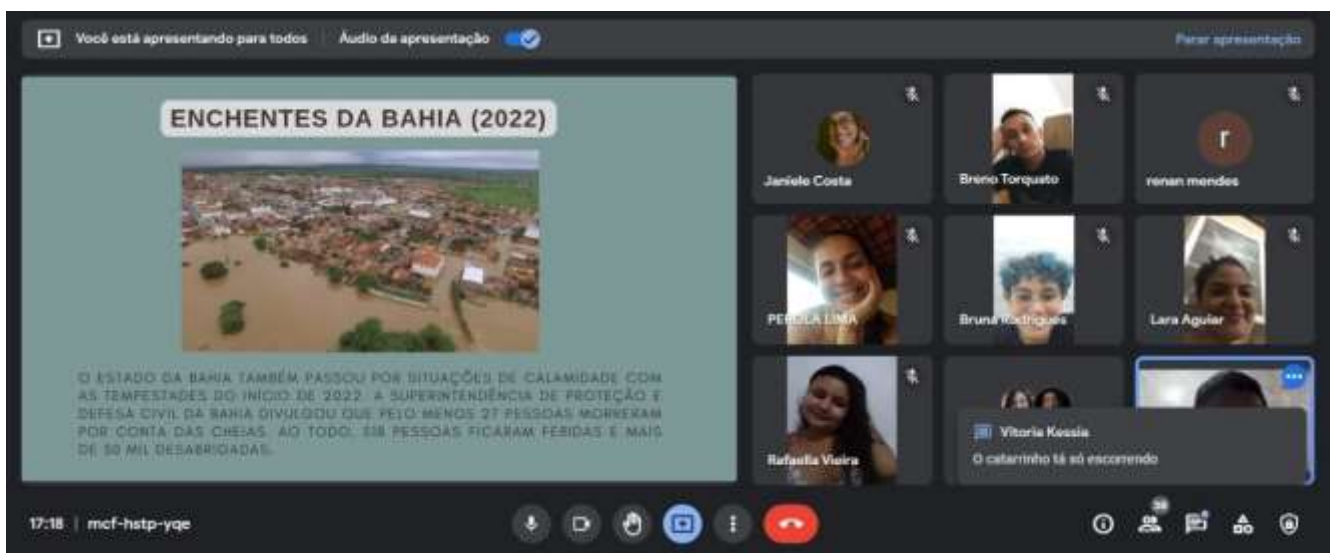 Você está apresentando para todos
Áudio da apresentação
Parar apresentação
ENCHENTES DA BAHIA (2022)
O ESTADO DA BAHIA TAMBÉM PASSOU POR SITUAÇÕES DE CALAMIDADE COM
AS TEMPESTADES DO INÍCIO DE 2022. A SUPERINTENDÊNCIA DE PROTEÇÃO E
DEFESA CIVIL DA BAHIA DIVULGOU QUE PELO MENOS 27 PESSOAS MORRERAM
POR CONTA DAS CHEIAS. AO TODO, 518 PESSOAS FICARAM FERIDAS E MAIS
DE 50 MIL DESABRIGADAS.
Janiele Costa
Breno Torquato
r
renan mendes
PEROLA LIMA
Bruna Rodrigues
Lara Aguiar
Rafaella Vieira
Vitoria Kessia
O catarrinho tá só escorrendo
17:18 | mcf-hstp-yqe